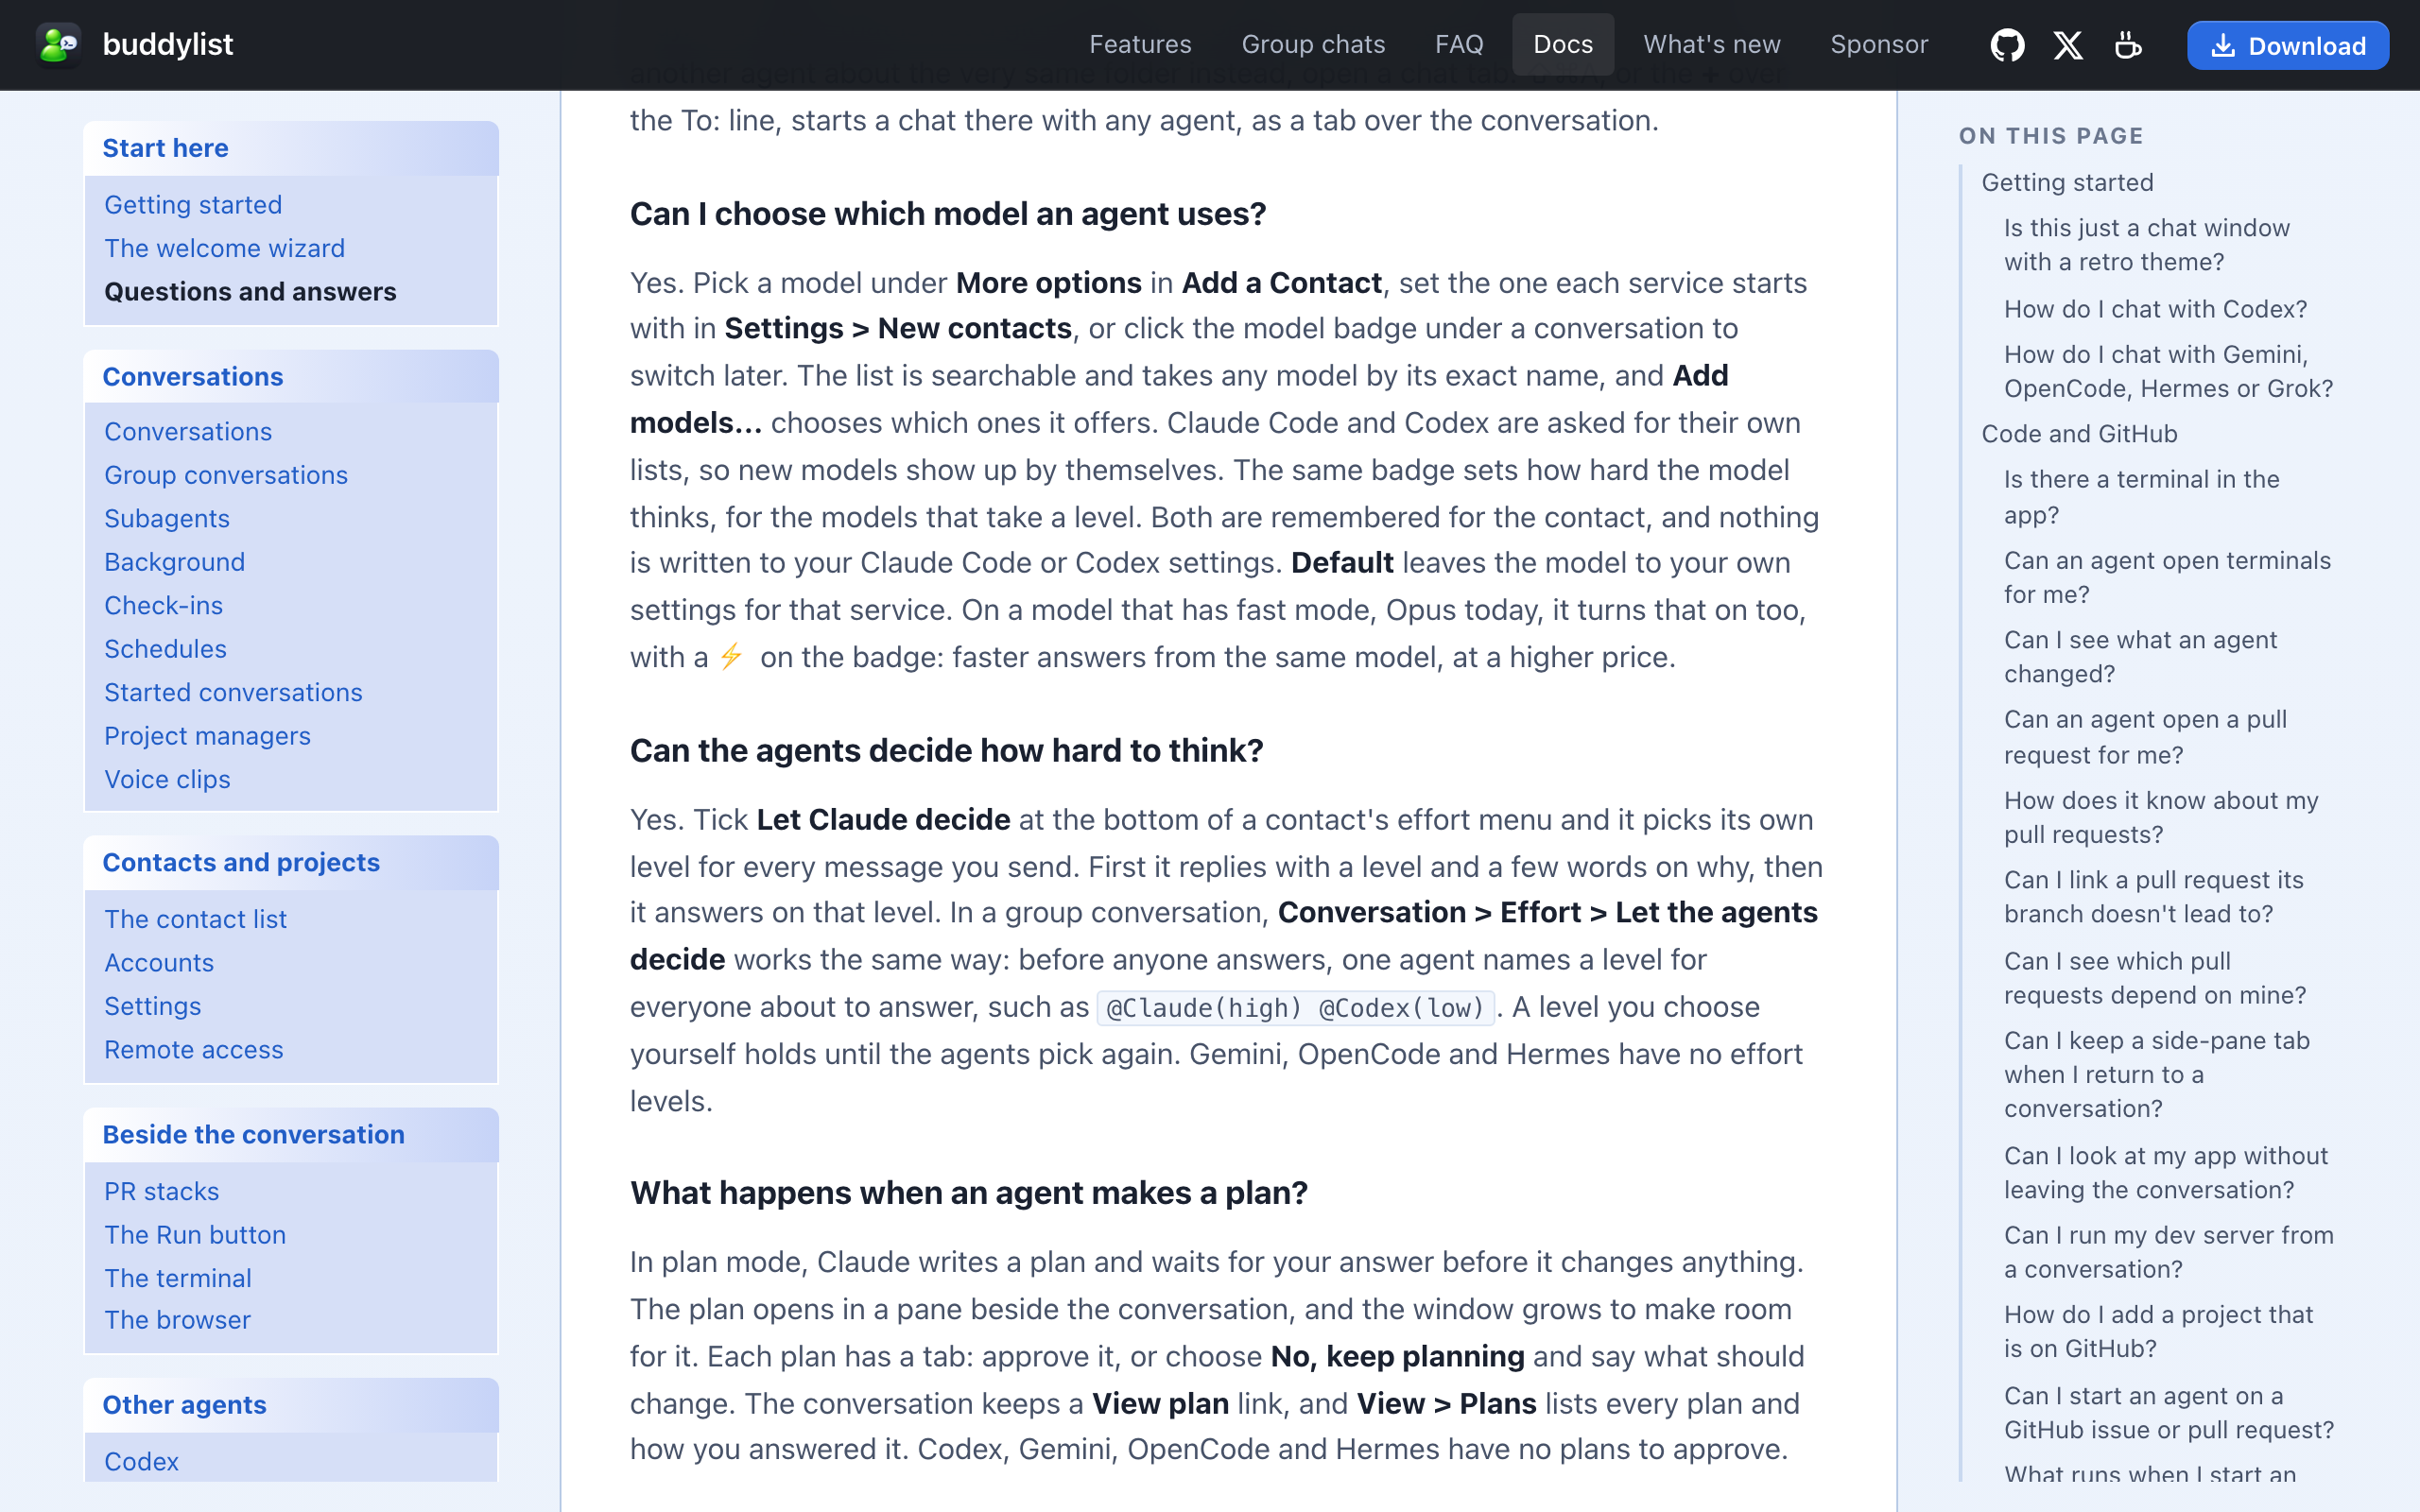 buddylist
Features
Group chats
FAQ
Docs
What's new
Sponsor
Download
Start here
Getting started
The welcome wizard
Questions and answers
Conversations
Conversations
Group conversations
Subagents
Background
Check-ins
Schedules
Started conversations
Project managers
Voice clips
Contacts and projects
The contact list
Accounts
Settings
Remote access
Beside the conversation
PR stacks
The Run button
The terminal
The browser
Other agents
Codex
another agent about the very same folder instead, open a chat tab:
the To: line, starts a chat there with any agent, as a tab over the conversation.
Can I choose which model an agent uses?
Yes. Pick a model under More options in Add a Contact, set the one each service starts
with in Settings > New contacts, or click the model badge under a conversation to
switch later. The list is searchable and takes any model by its exact name, and Add
models... chooses which ones it offers. Claude Code and Codex are asked for their own
lists, so new models show up by themselves. The same badge sets how hard the model
thinks, for the models that take a level. Both are remembered for the contact, and nothing
is written to your Claude Code or Codex settings. Default leaves the model to your own
settings for that service. On a model that has fast mode, Opus today, it turns that on too,
with a ⚡ on the badge: faster answers from the same model, at a higher price.
Can the agents decide how hard to think?
Yes. Tick Let Claude decide at the bottom of a contact's effort menu and it picks its own
level for every message you send. First it replies with a level and a few words on why, then
it answers on that level. In a group conversation, Conversation > Effort > Let the agents
decide works the same way: before anyone answers, one agent names a level for
everyone about to answer, such as @Claude(high) @Codex(low). A level you choose
yourself holds until the agents pick again. Gemini, OpenCode and Hermes have no effort
levels.
What happens when an agent makes a plan?
In plan mode, Claude writes a plan and waits for your answer before it changes anything.
The plan opens in a pane beside the conversation, and the window grows to make room
for it. Each plan has a tab: approve it, or choose No, keep planning and say what should
change. The conversation keeps a View plan link, and View > Plans lists every plan and
how you answered it. Codex, Gemini, OpenCode and Hermes have no plans to approve.
ON THIS PAGE
Getting started
Is this just a chat window
with a retro theme?
How do I chat with Codex?
How do I chat with Gemini,
OpenCode, Hermes or Grok?
Code and GitHub
Is there a terminal in the
app?
Can an agent open terminals
for me?
Can I see what an agent
changed?
Can an agent open a pull
request for me?
How does it know about my
pull requests?
Can I link a pull request its
branch doesn't lead to?
Can I see which pull
requests depend on mine?
Can I keep a side-pane tab
when I return to a
conversation?
Can I look at my app without
leaving the conversation?
Can I run my dev server from
a conversation?
How do I add a project that
is on GitHub?
Can I start an agent on a
GitHub issue or pull request?
What runs when I start an